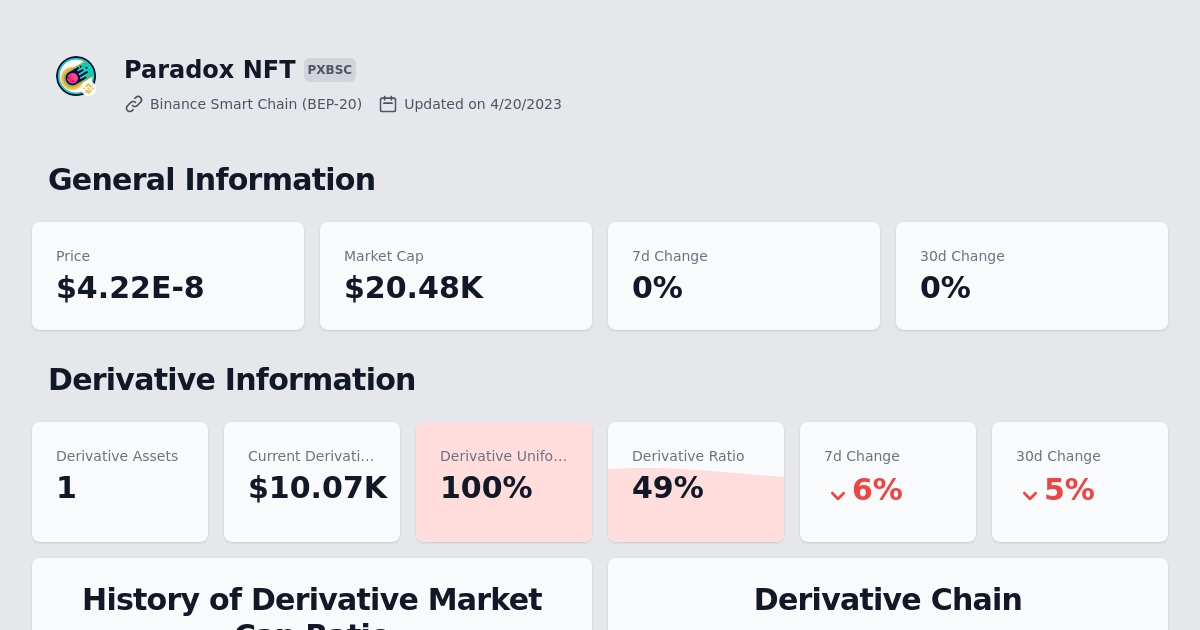 Paradox NFT PXBSC
Binance Smart Chain (BEP-20) Updated on 4/20/2023
General Information
Price
$4.22E-8
Market Cap
$20.48K
7d Change
0%
30d Change
0%
Derivative Information
Derivative Assets
1
Current Derivati...
$10.07K
Derivative Unifo...
100%
Derivative Ratio
49%
7d Change
6%
30d Change
5%
History of Derivative Market
Cap Ratio
Derivative Chain